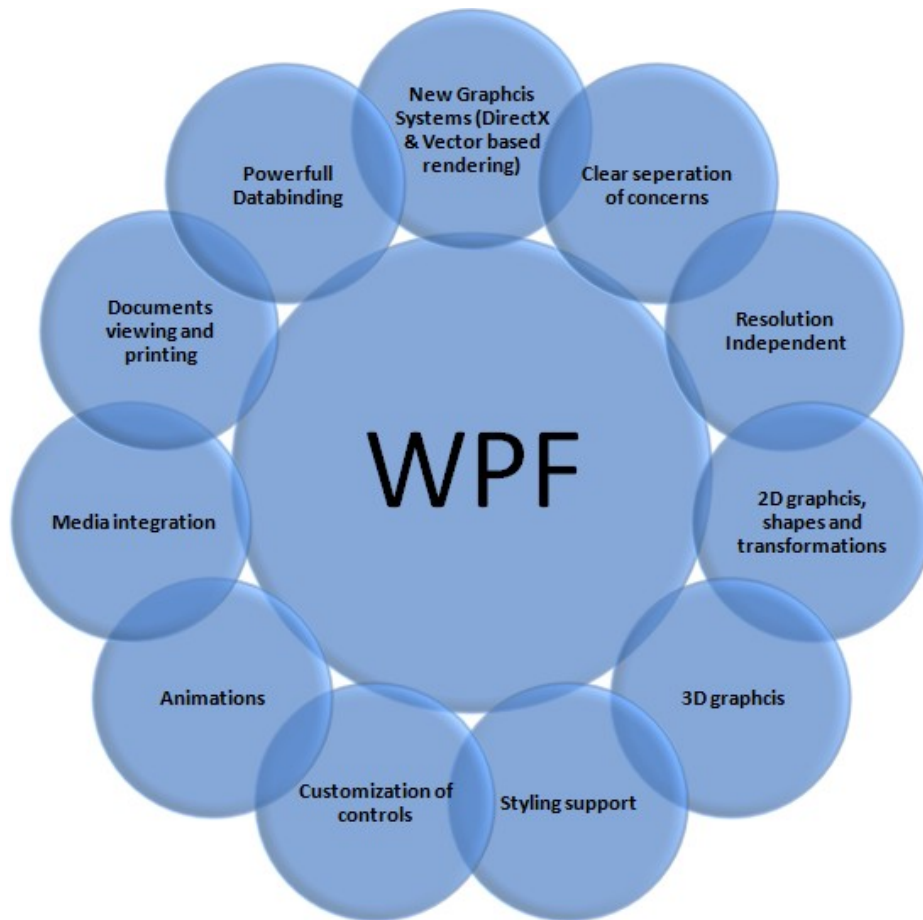 New Graphcis
Systems (DirectX
& Vector based
rendering)
Clear seperation
of concerns
Resolution
Independent
2D graphcis,
shapes and
transformations
3D graphcis
Styling support
Customization of
controls
Animations
Media integration
Documents
viewing and
printing
Powerfull
Databinding
WPF